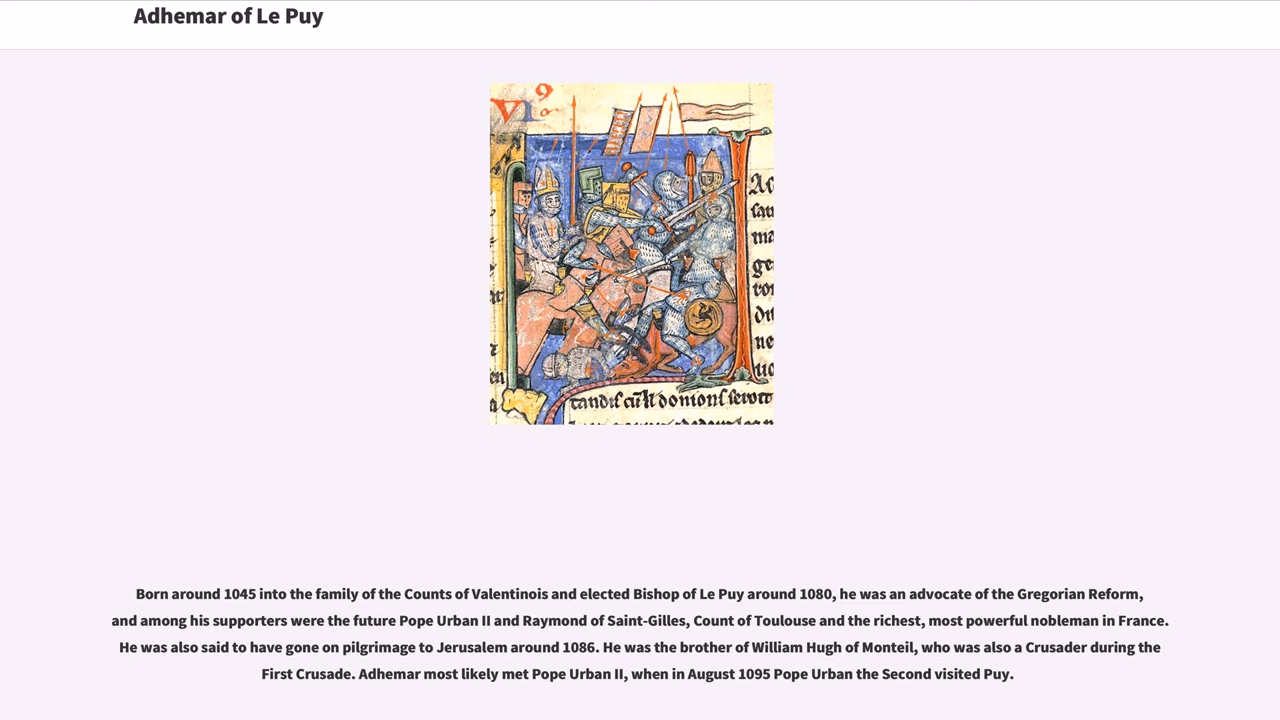 Adhemar of Le Puy
Born around 1045 into the family of the Counts of Valentinois and elected Bishop of Le Puy around 1080, he was an advocate of the Gregorian Reform,
and among his supporters were the future Pope Urban II and Raymond of Saint-Gilles, Count of Toulouse and the richest, most powerful nobleman in France.
He was also said to have gone on pilgrimage to Jerusalem around 1086. He was the brother of William Hugh of Monteil, who was also a Crusader during the
First Crusade. Adhemar most likely met Pope Urban II, when in August 1095 Pope Urban the Second visited Puy.